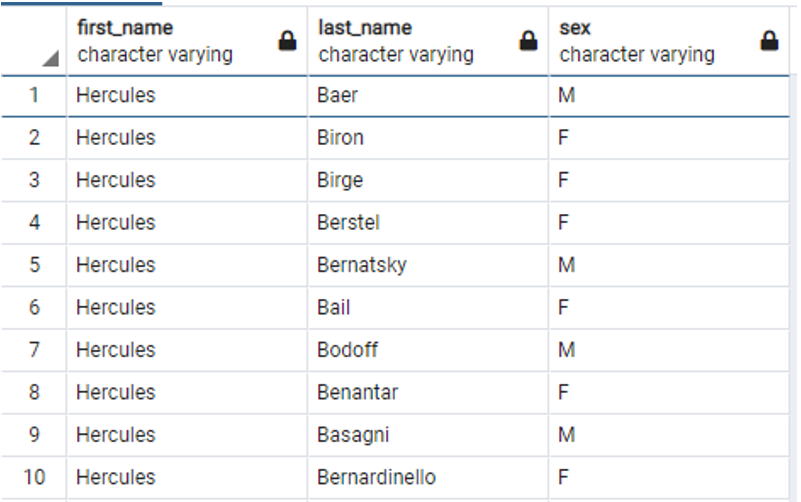 first_name last_name sex
character varying character varying character varying
1 Hercules Baer M
2 Hercules Biron F
3 Hercules Birge F
4 Hercules Berstel F
5 Hercules Bernatsky M
6 Hercules Bail F
7 Hercules Bodoff M
8 Hercules Benantar F
9 Hercules Basagni M
10 Hercules Bernardinello F